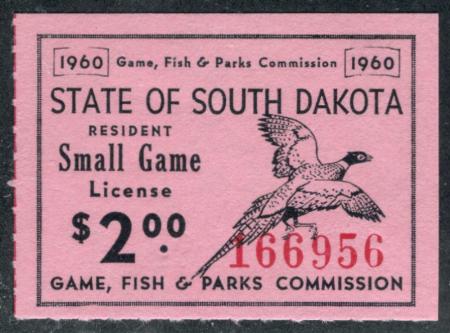 1960 Game, Fish & Parks Commission 1960
STATE OF SOUTH DAKOTA
RESIDENT
Small Game
License
$2.00
166956
GAME, FISH & PARKS COMMISSION